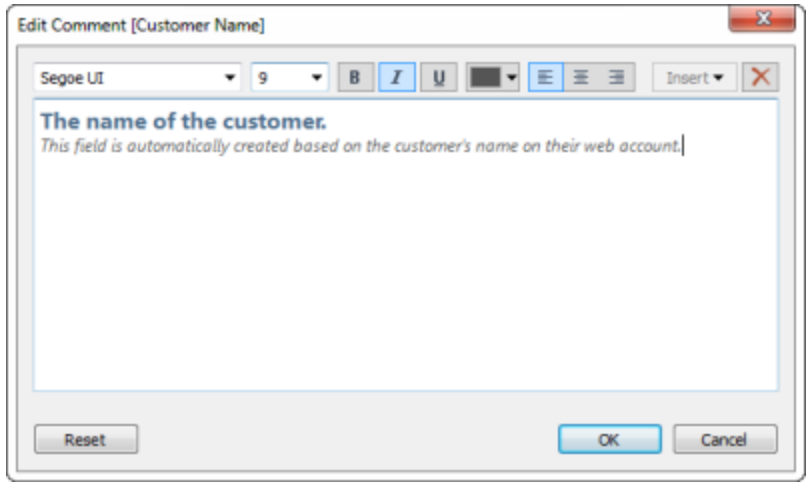 Edit Comment [Customer Name]
x
Segoe UI 9 B I U Insert
The name of the customer.
This field is automatically created based on the customer's name on their web account.
Reset OK Cancel